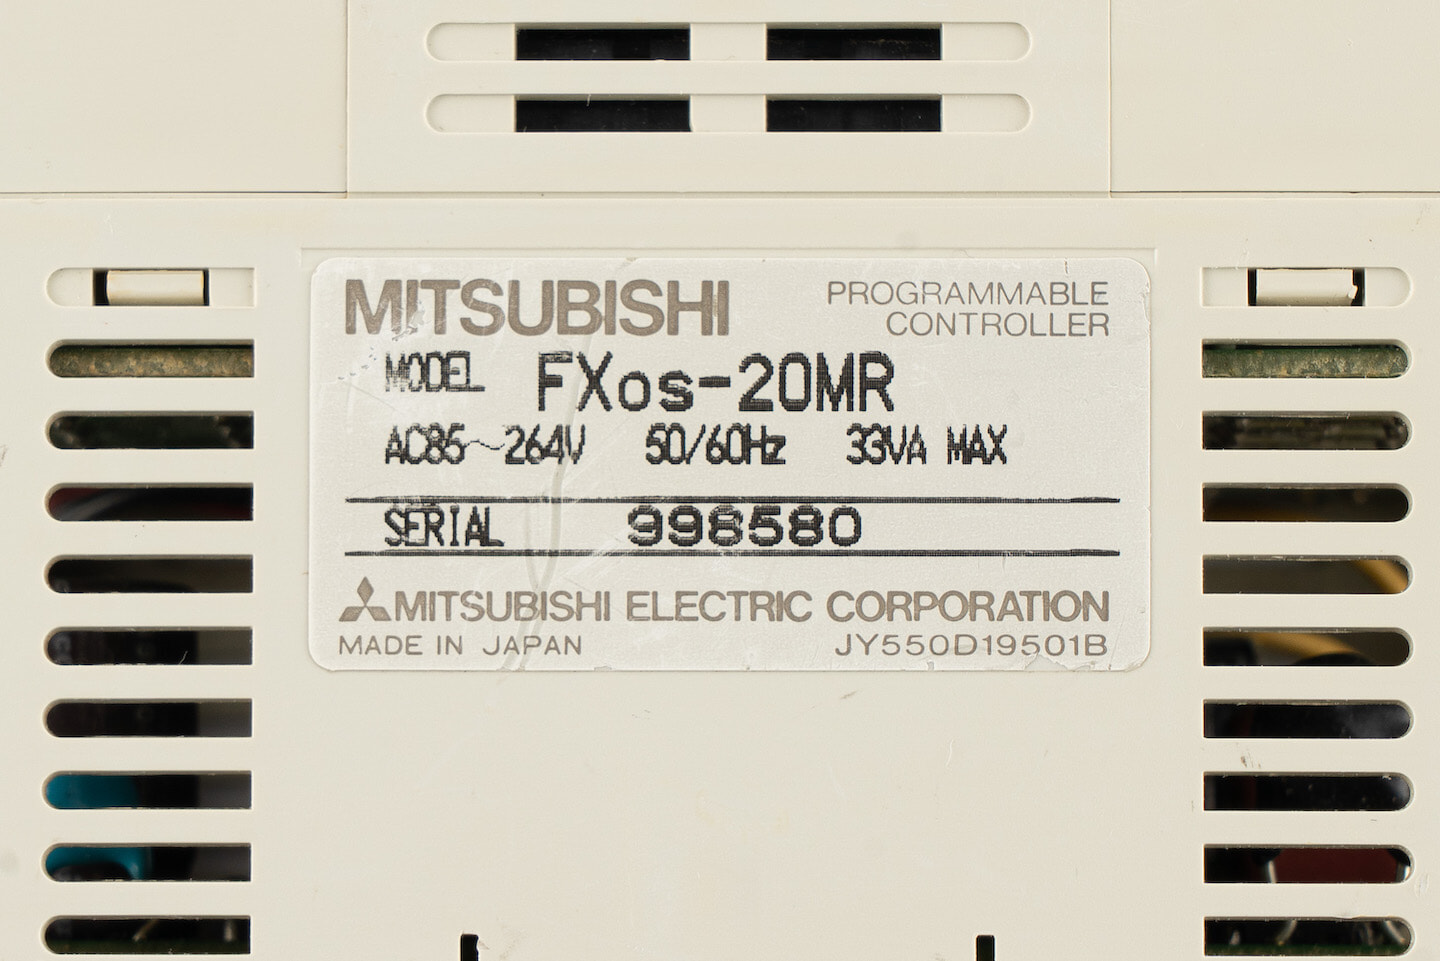 MITSUBISHI
PROGRAMMABLE
CONTROLLER
MODEL FXos-20MR
AC85~264V 50/60Hz 33VA MAX
SERIAL 996580
MITSUBISHI ELECTRIC CORPORATION
MADE IN JAPAN JY550D19501B